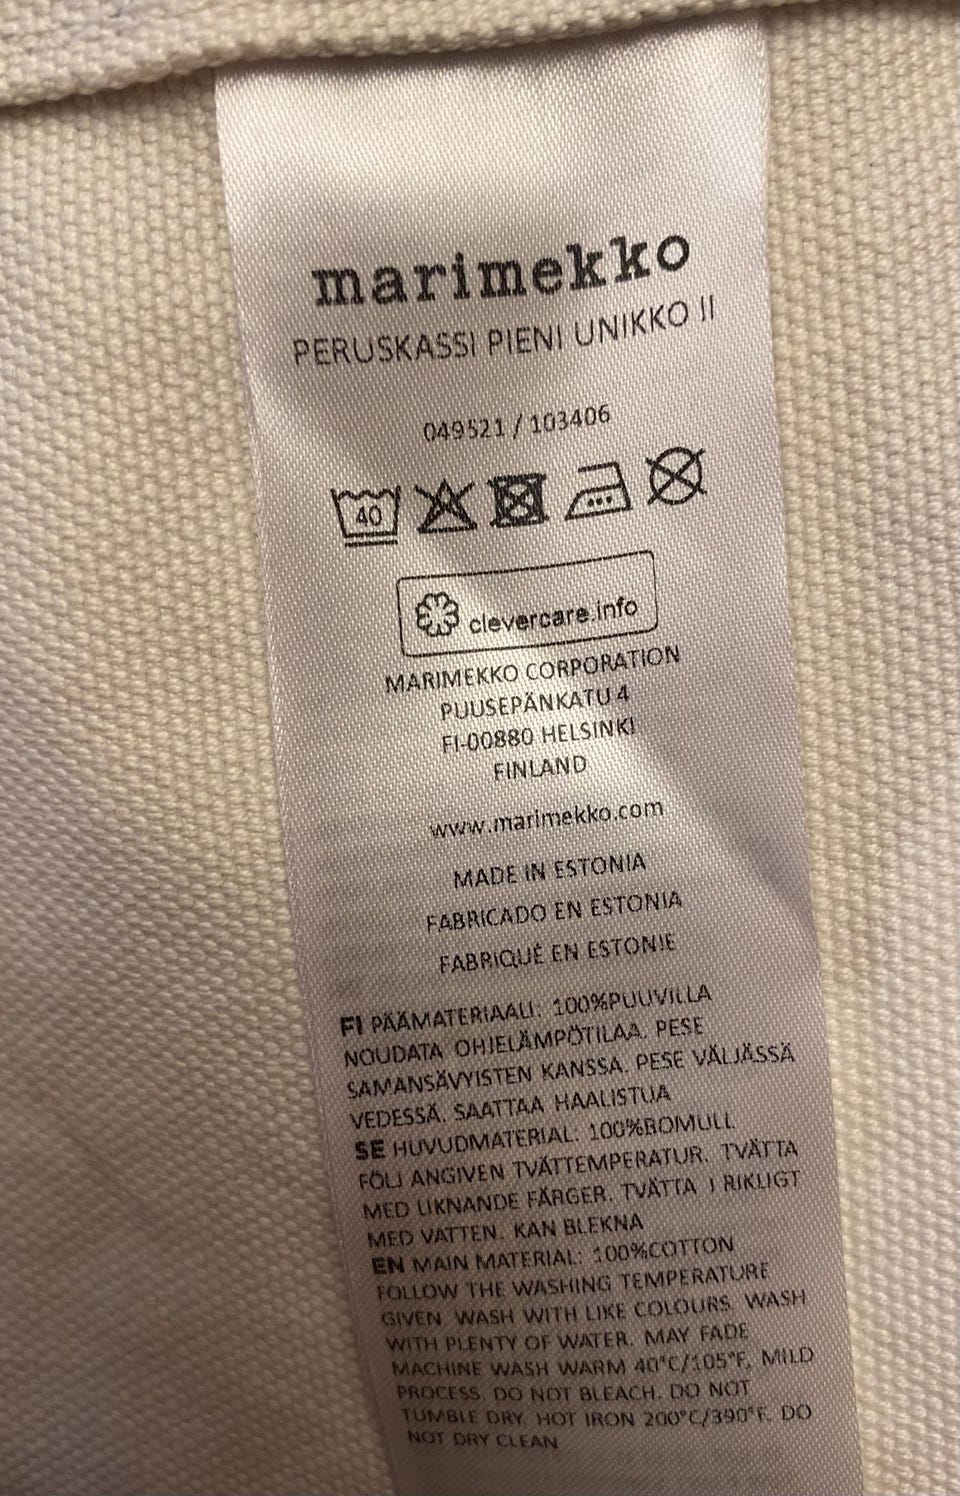 marimekko
PERUSKASSI PIENI UNIKKO II
049521 / 103406
40
clevercare.info
MARIMEKKO CORPORATION
PUUSEPÄNKATU 4
FI-00880 HELSINKI
FINLAND
www.marimekko.com
MADE IN ESTONIA
FABRICADO EN ESTONIA
FABRIQUÉ EN ESTONIE
FI PÄÄMATERIAALI: 100%PUUVILLA
NOUDATA OHJELÄMPÖTILAA. PESE
SAMANSÄVYISTEN KANSSA. PESE VÄLJÄSSÄ
VEDESSÄ. SAATTAA HAALISTUA
SE HUVUDMATERIAL: 100%BOMULL
FÖLJ ANGIVEN TVÄTTEMPERATUR. TVÄTTA
MED LIKNANDE FÄRGER. TVÄTTA I RIKLIGT
MED VATTEN. KAN BLEKNA
EN MAIN MATERIAL: 100%COTTON
FOLLOW THE WASHING TEMPERATURE
GIVEN. WASH WITH LIKE COLOURS. WASH
WITH PLENTY OF WATER. MAY FADE
MACHINE WASH WARM 40°C/105°F, MILD
PROCESS. DO NOT BLEACH. DO NOT
TUMBLE DRY. HOT IRON 200°C/390°F. DO
NOT DRY CLEAN